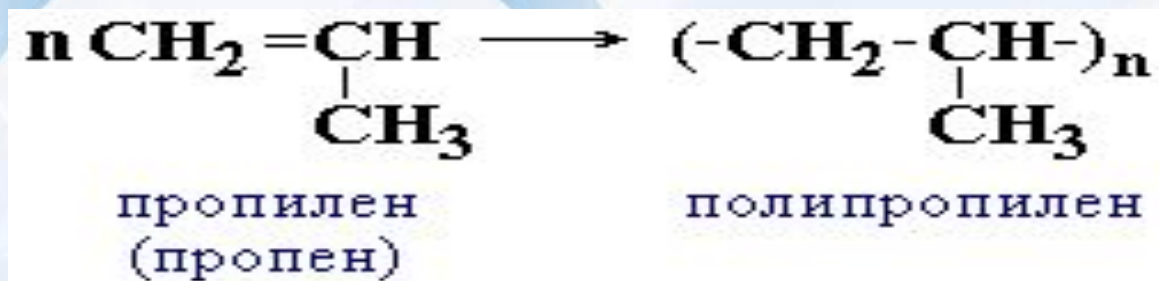 n CH₂ = CH ⟶ (-CH₂-CH-)ₙ
CH₃ CH₃
пропилен полипропилен
(пропен)